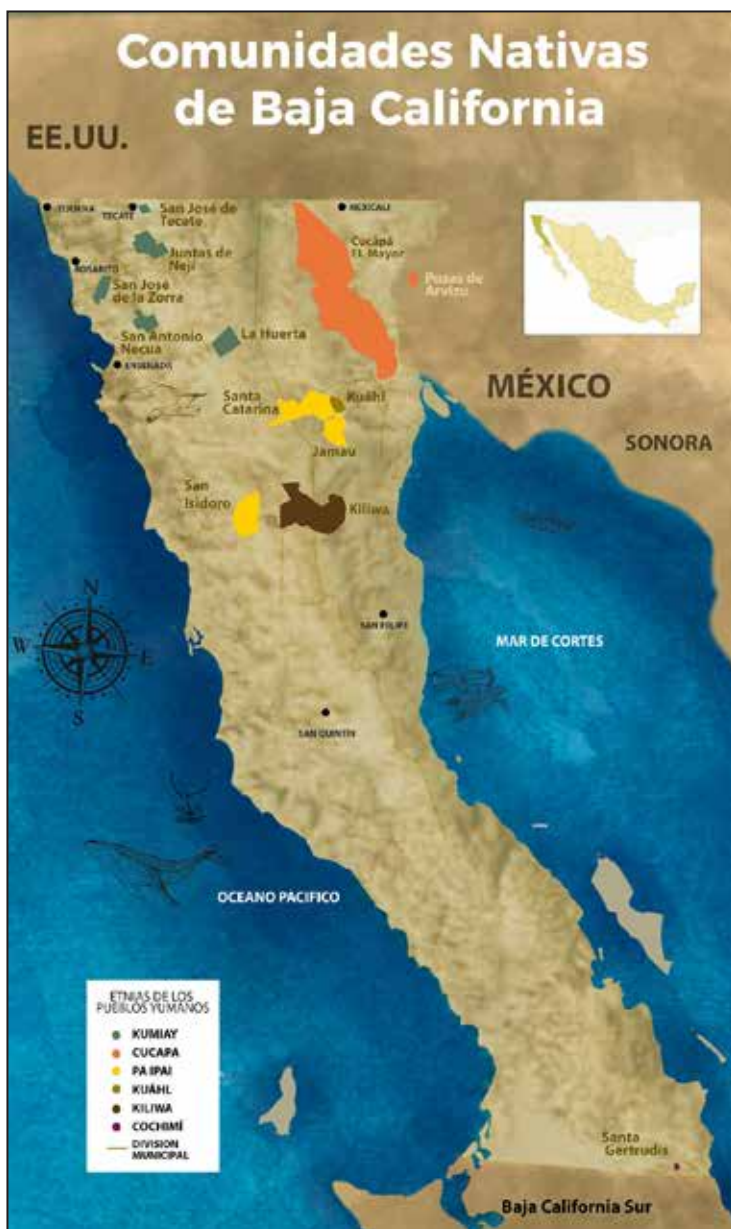 Comunidades Nativas
de Baja California
EE.UU.
TIJUANA
TECATE
San José de
Tecate
MEXICALI
Juntas de
Nejí
Cucapá
EL Mayor
ROSARITO
Pozas de
Arvizu
San José
de la Zorra
San Antonio
Necua
La Huerta
ENSENADA
MÉXICO
Santa
Catarina
Kuáhl
SONORA
Jamau
San
Isidoro
Kiliwa
N
W
E
S
SAN FELIPE
MAR DE CORTES
SAN QUINTÍN
OCEANO PACIFICO
ETNIAS DE LOS
PUEBLOS YUMANOS
KUMIAY
CUCAPA
PA IPAI
KUÁHL
KILIWA
COCHIMÍ
DIVISION
MUNICIPAL
Santa
Gertrudis
Baja California Sur